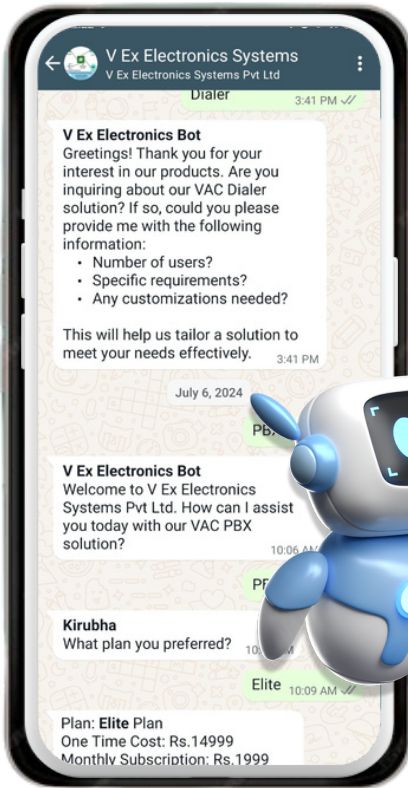 V Ex Electronics Systems
V Ex Electronics Systems Pvt Ltd
Dialer
3:41 PM
V Ex Electronics Bot
Greetings! Thank you for your
interest in our products. Are you
inquiring about our VAC Dialer
solution? If so, could you please
provide me with the following
information:
• Number of users?
• Specific requirements?
• Any customizations needed?
This will help us tailor a solution to
meet your needs effectively. 3:41 PM
July 6, 2024
V Ex Electronics Bot
Welcome to V Ex Electronics
Systems Pvt Ltd. How can I assist
you today with our VAC PBX
solution?
10:06 AM
Kirubha
What plan you preferred?
Elite 10:09 AM
Plan: Elite Plan
One Time Cost: Rs.14999
Monthly Subscription: Rs.1999